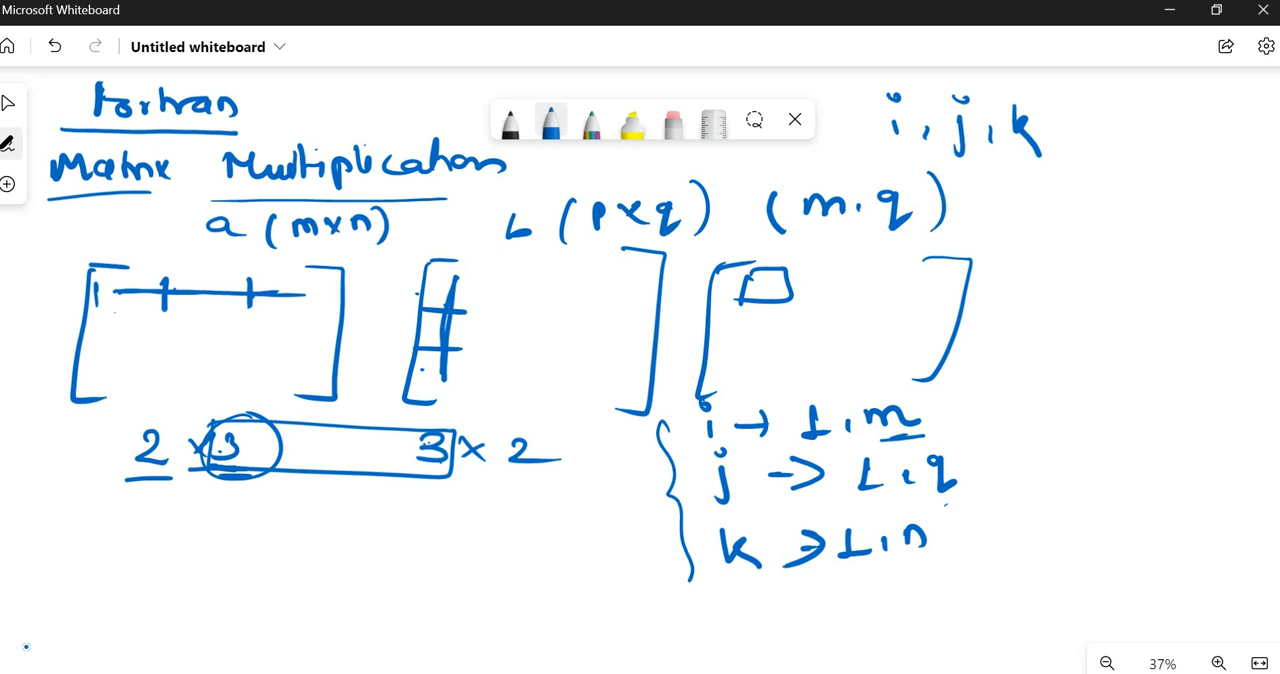 Microsoft Whiteboard
Untitled whiteboard
Fortran
i, j, k
Matrix Multiplication
a (m×n) b (p×q) (m, q)
2 ×3 3 × 2
i → 1, m
j → 1, q
k → 1, n
37%